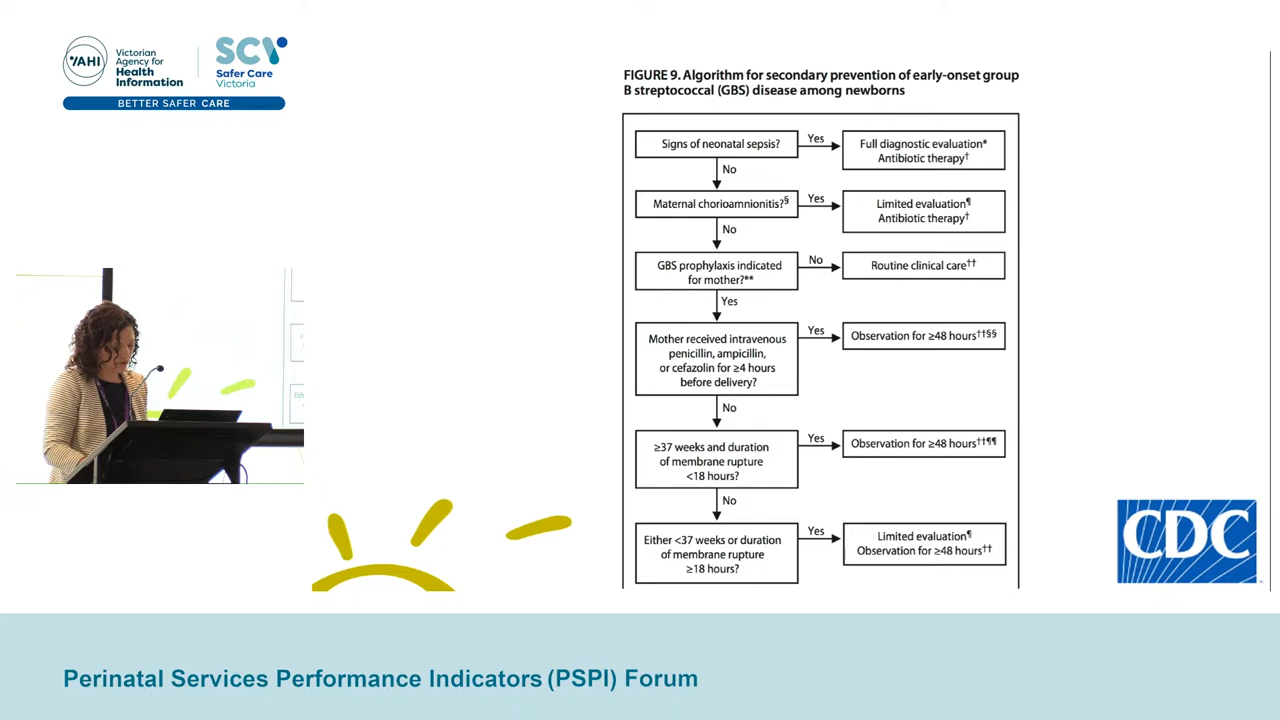 VAHI
Victorian
Agency for
Health
Information
SCV
Safer Care
Victoria
BETTER SAFER CARE
FIGURE 9. Algorithm for secondary prevention of early-onset group
B streptococcal (GBS) disease among newborns
Signs of neonatal sepsis?
Yes
Full diagnostic evaluation*
Antibiotic therapy†
No
Maternal chorioamnionitis?§
Yes
Limited evaluation¶
Antibiotic therapy†
No
GBS prophylaxis indicated
for mother?**
No
Routine clinical care††
Yes
Mother received intravenous
penicillin, ampicillin,
or cefazolin for ≥4 hours
before delivery?
Yes
Observation for ≥48 hours††§§
No
≥37 weeks and duration
of membrane rupture
<18 hours?
Yes
Observation for ≥48 hours††¶¶
No
Either <37 weeks or duration
of membrane rupture
≥18 hours?
Yes
Limited evaluation¶
Observation for ≥48 hours††
CDC
Perinatal Services Performance Indicators (PSPI) Forum